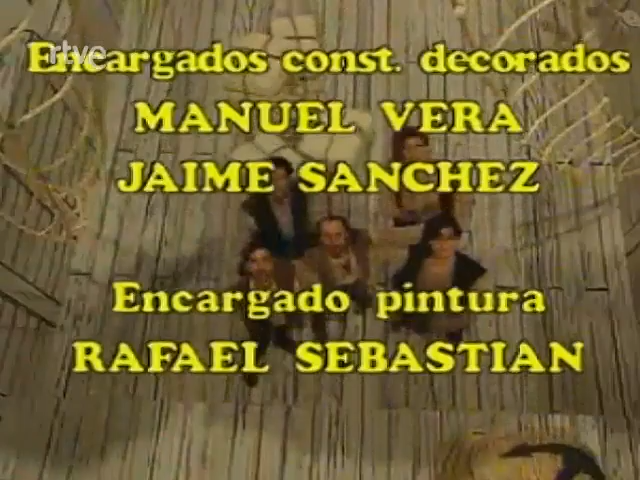 rtve
Encargados const. decorados
MANUEL VERA
JAIME SANCHEZ
Encargado pintura
RAFAEL SEBASTIAN